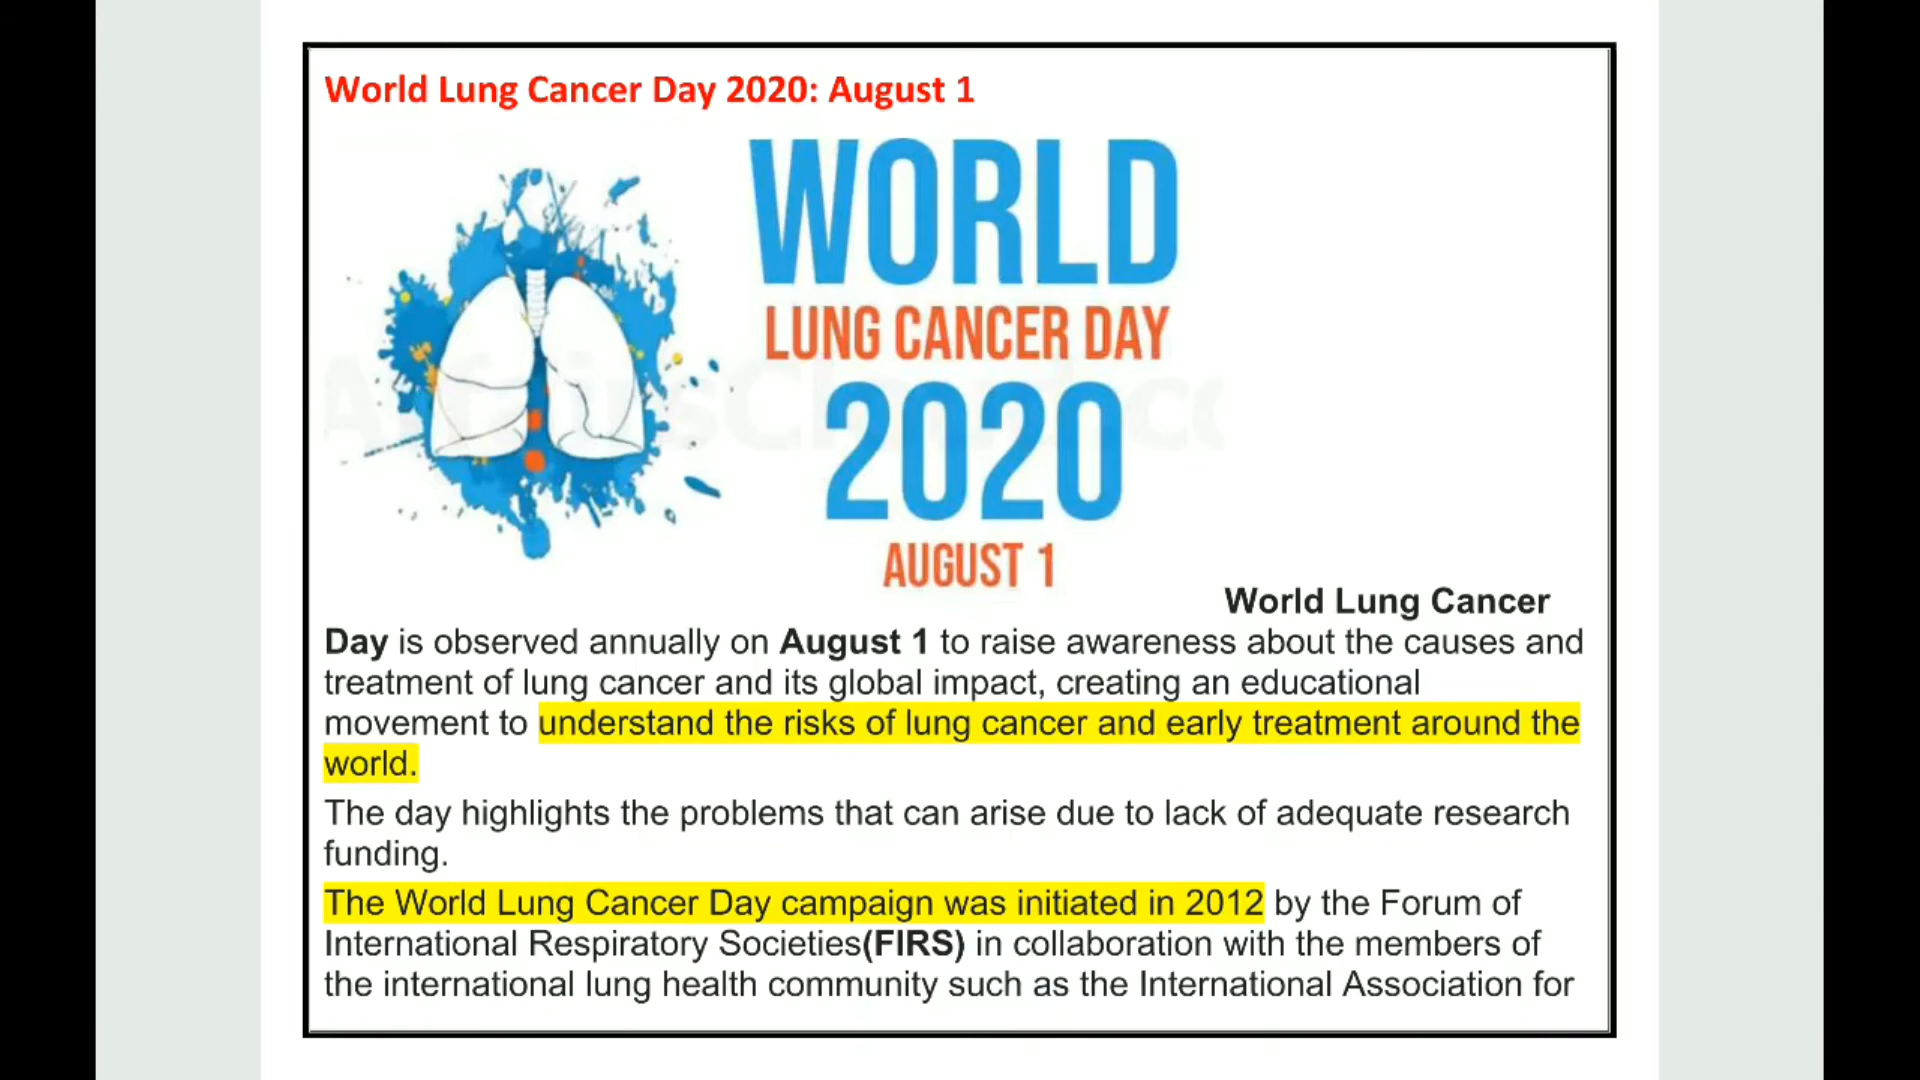 World Lung Cancer Day 2020: August 1
WORLD
LUNG CANCER DAY
2020
AUGUST 1
World Lung Cancer
Day is observed annually on August 1 to raise awareness about the causes and
treatment of lung cancer and its global impact, creating an educational
movement to understand the risks of lung cancer and early treatment around the
world.
The day highlights the problems that can arise due to lack of adequate research
funding.
The World Lung Cancer Day campaign was initiated in 2012 by the Forum of
International Respiratory Societies(FIRS) in collaboration with the members of
the international lung health community such as the International Association for